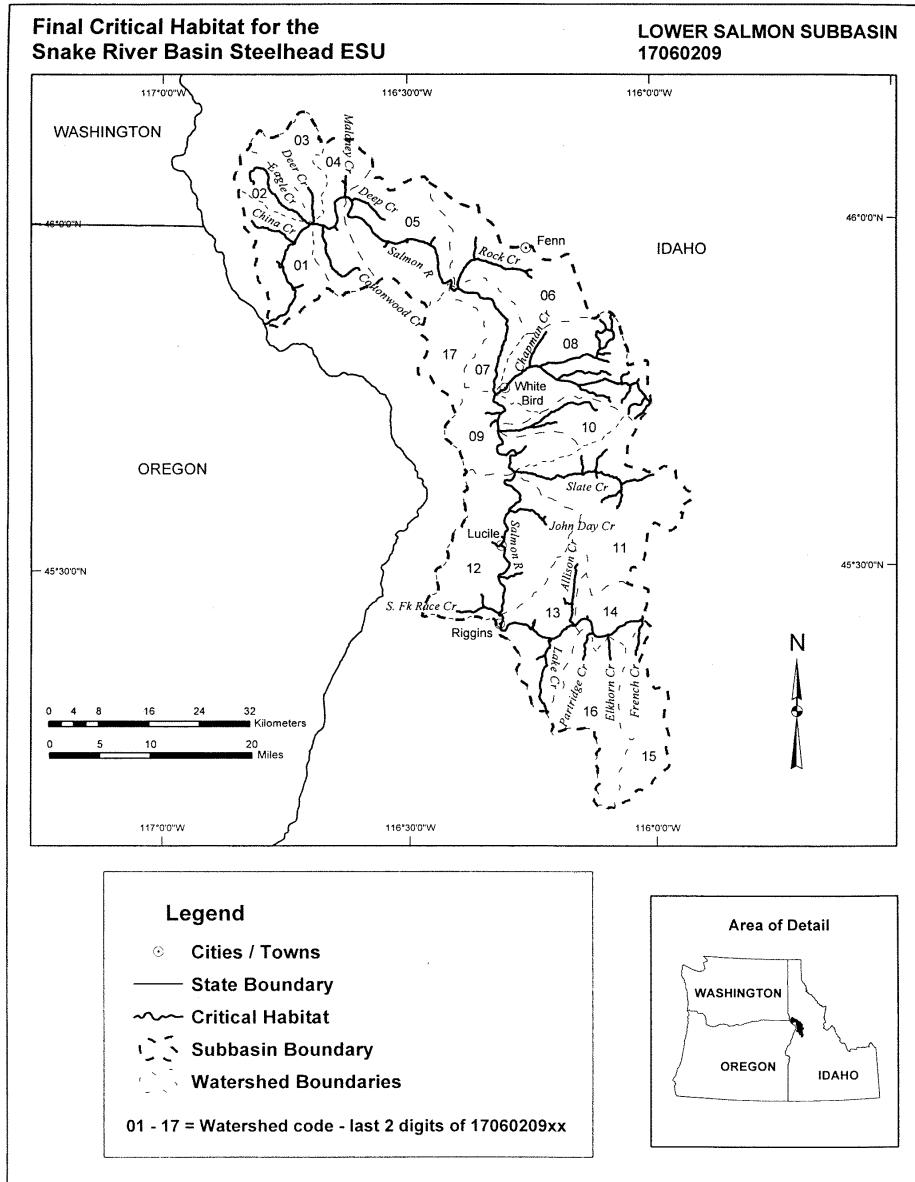 Final Critical Habitat for the
Snake River Basin Steelhead ESU
LOWER SALMON SUBBASIN
17060209
117°0'0"W
116°30'0"W
116°0'0"W
WASHINGTON
03
Maloney Cr
04
Deer Cr
Eagle Cr
02
Deep Cr
05
46°0'0"N
46°0'0"N
China Cr
Fenn
IDAHO
Salmon R
Rock Cr
01
Cottonwood Cr
06
Chapman Cr
08
17
07
White
Bird
09
10
OREGON
Slate Cr
John Day Cr
Lucile
Salmon R
11
Allison Cr
45°30'0"N
45°30'0"N
12
S. Fk Race Cr
13
14
Riggins
N
Lake Cr
Partridge Cr
Elkhorn Cr
French Cr
16
15
0 4 8 16 24 32
Kilometers
0 5 10 20
Miles
117°0'0"W
116°30'0"W
116°0'0"W
Legend
Cities / Towns
State Boundary
Critical Habitat
Subbasin Boundary
Watershed Boundaries
01 - 17 = Watershed code - last 2 digits of 17060209xx
Area of Detail
WASHINGTON
OREGON
IDAHO